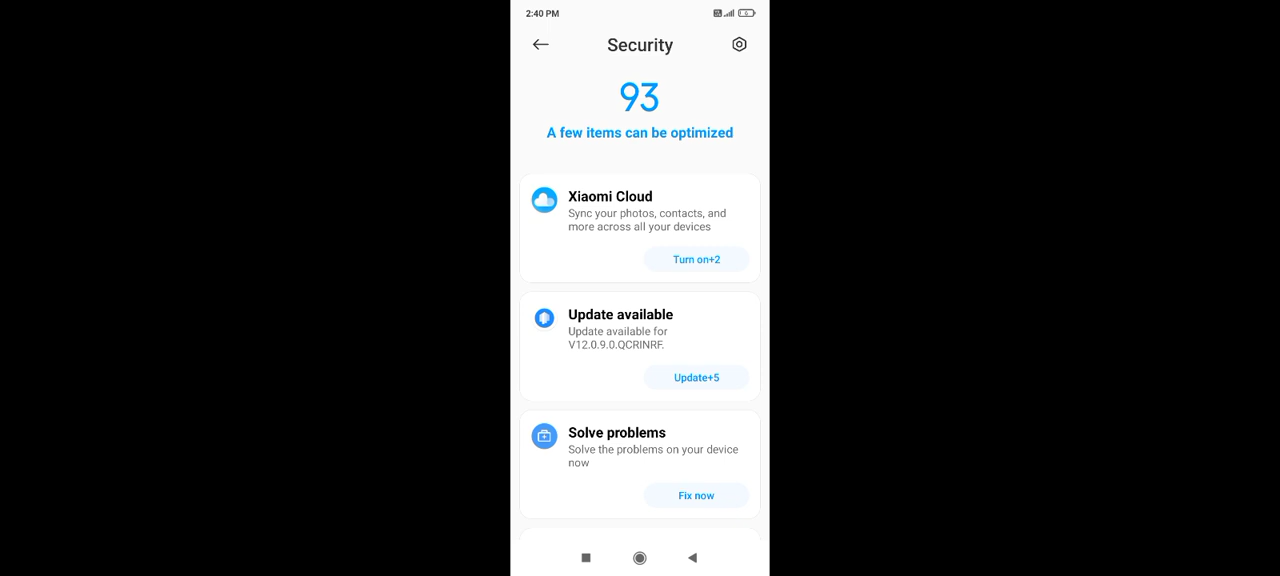 2:40 PM
Security
93
A few items can be optimized
Xiaomi Cloud
Sync your photos, contacts, and
more across all your devices
Turn on+2
Update available
Update available for
V12.0.9.0.QCRINRF.
Update+5
Solve problems
Solve the problems on your device
now
Fix now